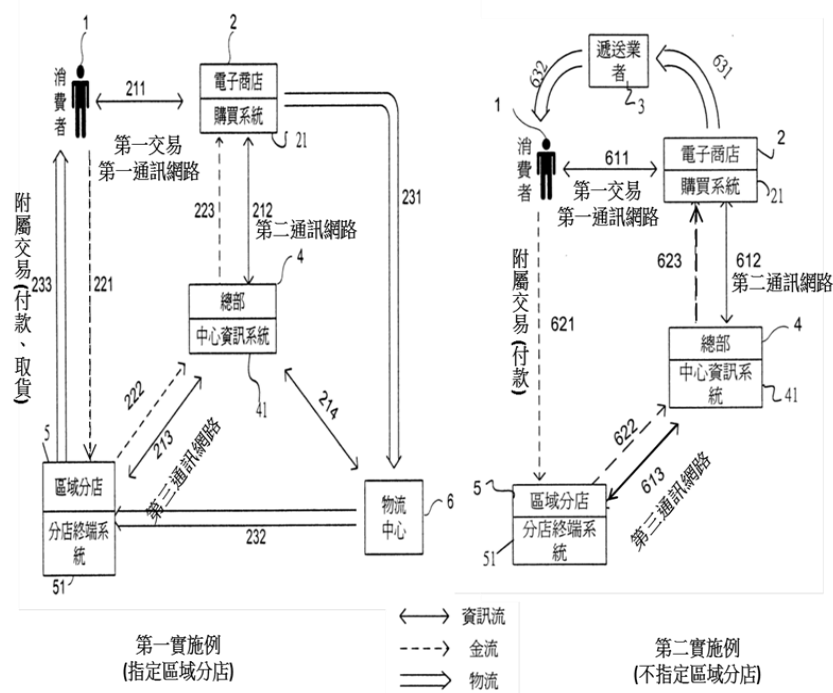 1
消費者
211
第一交易
第一通訊網路
2
電子商店
購買系統
21
231
223
212
第二通訊網路
附屬交易(付款、取貨)
233
221
4
總部
中心資訊系統
41
222
213
第三通訊網路
214
5
區域分店
分店終端系統
51
232
物流中心
6
第一實施例
(指定區域分店)
632
遞送業者
3
631
1
消費者
611
第一交易
第一通訊網路
2
電子商店
購買系統
21
623
612
第二通訊網路
附屬交易(付款)
621
4
總部
中心資訊系統
41
622
613
第三通訊網路
5
區域分店
分店終端系統
51
第二實施例
(不指定區域分店)
資訊流
金流
物流